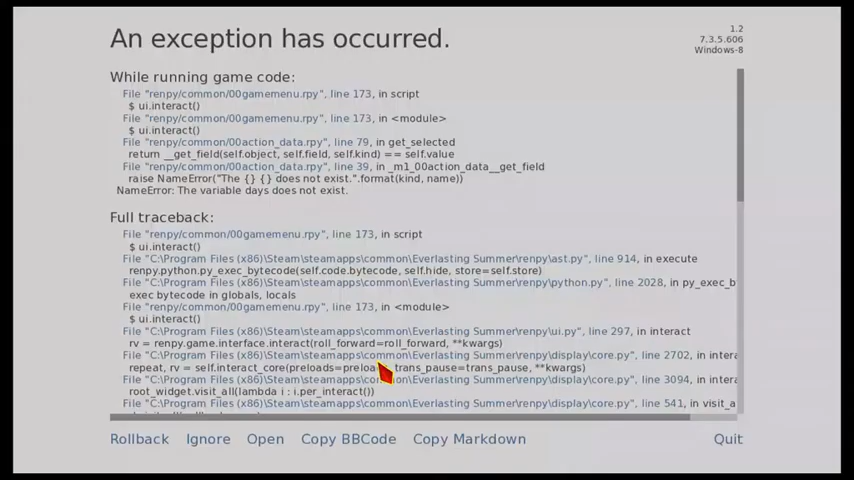 An exception has occurred.
1.2
7.3.5.606
Windows-8
While running game code:
File "renpy/common/00gamemenu.rpy", line 173, in script
$ ui.interact()
File "renpy/common/00gamemenu.rpy", line 173, in <module>
$ ui.interact()
File "renpy/common/00action_data.rpy", line 79, in get_selected
return __get_field(self.object, self.field, self.kind) == self.value
File "renpy/common/00action_data.rpy", line 39, in _m1_00action_data__get_field
raise NameError("The {} {} does not exist.".format(kind, name))
NameError: The variable days does not exist.
Full traceback:
File "renpy/common/00gamemenu.rpy", line 173, in script
$ ui.interact()
File "C:\Program Files (x86)\Steam\steamapps\common\Everlasting Summer\renpy\ast.py", line 914, in execute
renpy.python.py_exec_bytecode(self.code.bytecode, self.hide, store=self.store)
File "C:\Program Files (x86)\Steam\steamapps\common\Everlasting Summer\renpy\python.py", line 2028, in py_exec_b
exec bytecode in globals, locals
File "renpy/common/00gamemenu.rpy", line 173, in <module>
$ ui.interact()
File "C:\Program Files (x86)\Steam\steamapps\common\Everlasting Summer\renpy\ui.py", line 297, in interact
rv = renpy.game.interface.interact(roll_forward=roll_forward, **kwargs)
File "C:\Program Files (x86)\Steam\steamapps\common\Everlasting Summer\renpy\display\core.py", line 2702, in intera
repeat, rv = self.interact_core(preloads=preloa trans_pause=trans_pause, **kwargs)
File "C:\Program Files (x86)\Steam\steamapps\common\Everlasting Summer\renpy\display\core.py", line 3094, in intera
root_widget.visit_all(lambda i : i.per_interact())
File "C:\Program Files (x86)\Steam\steamapps\common\Everlasting Summer\renpy\display\core.py", line 541, in visit_a
Rollback Ignore Open Copy BBCode Copy Markdown Quit